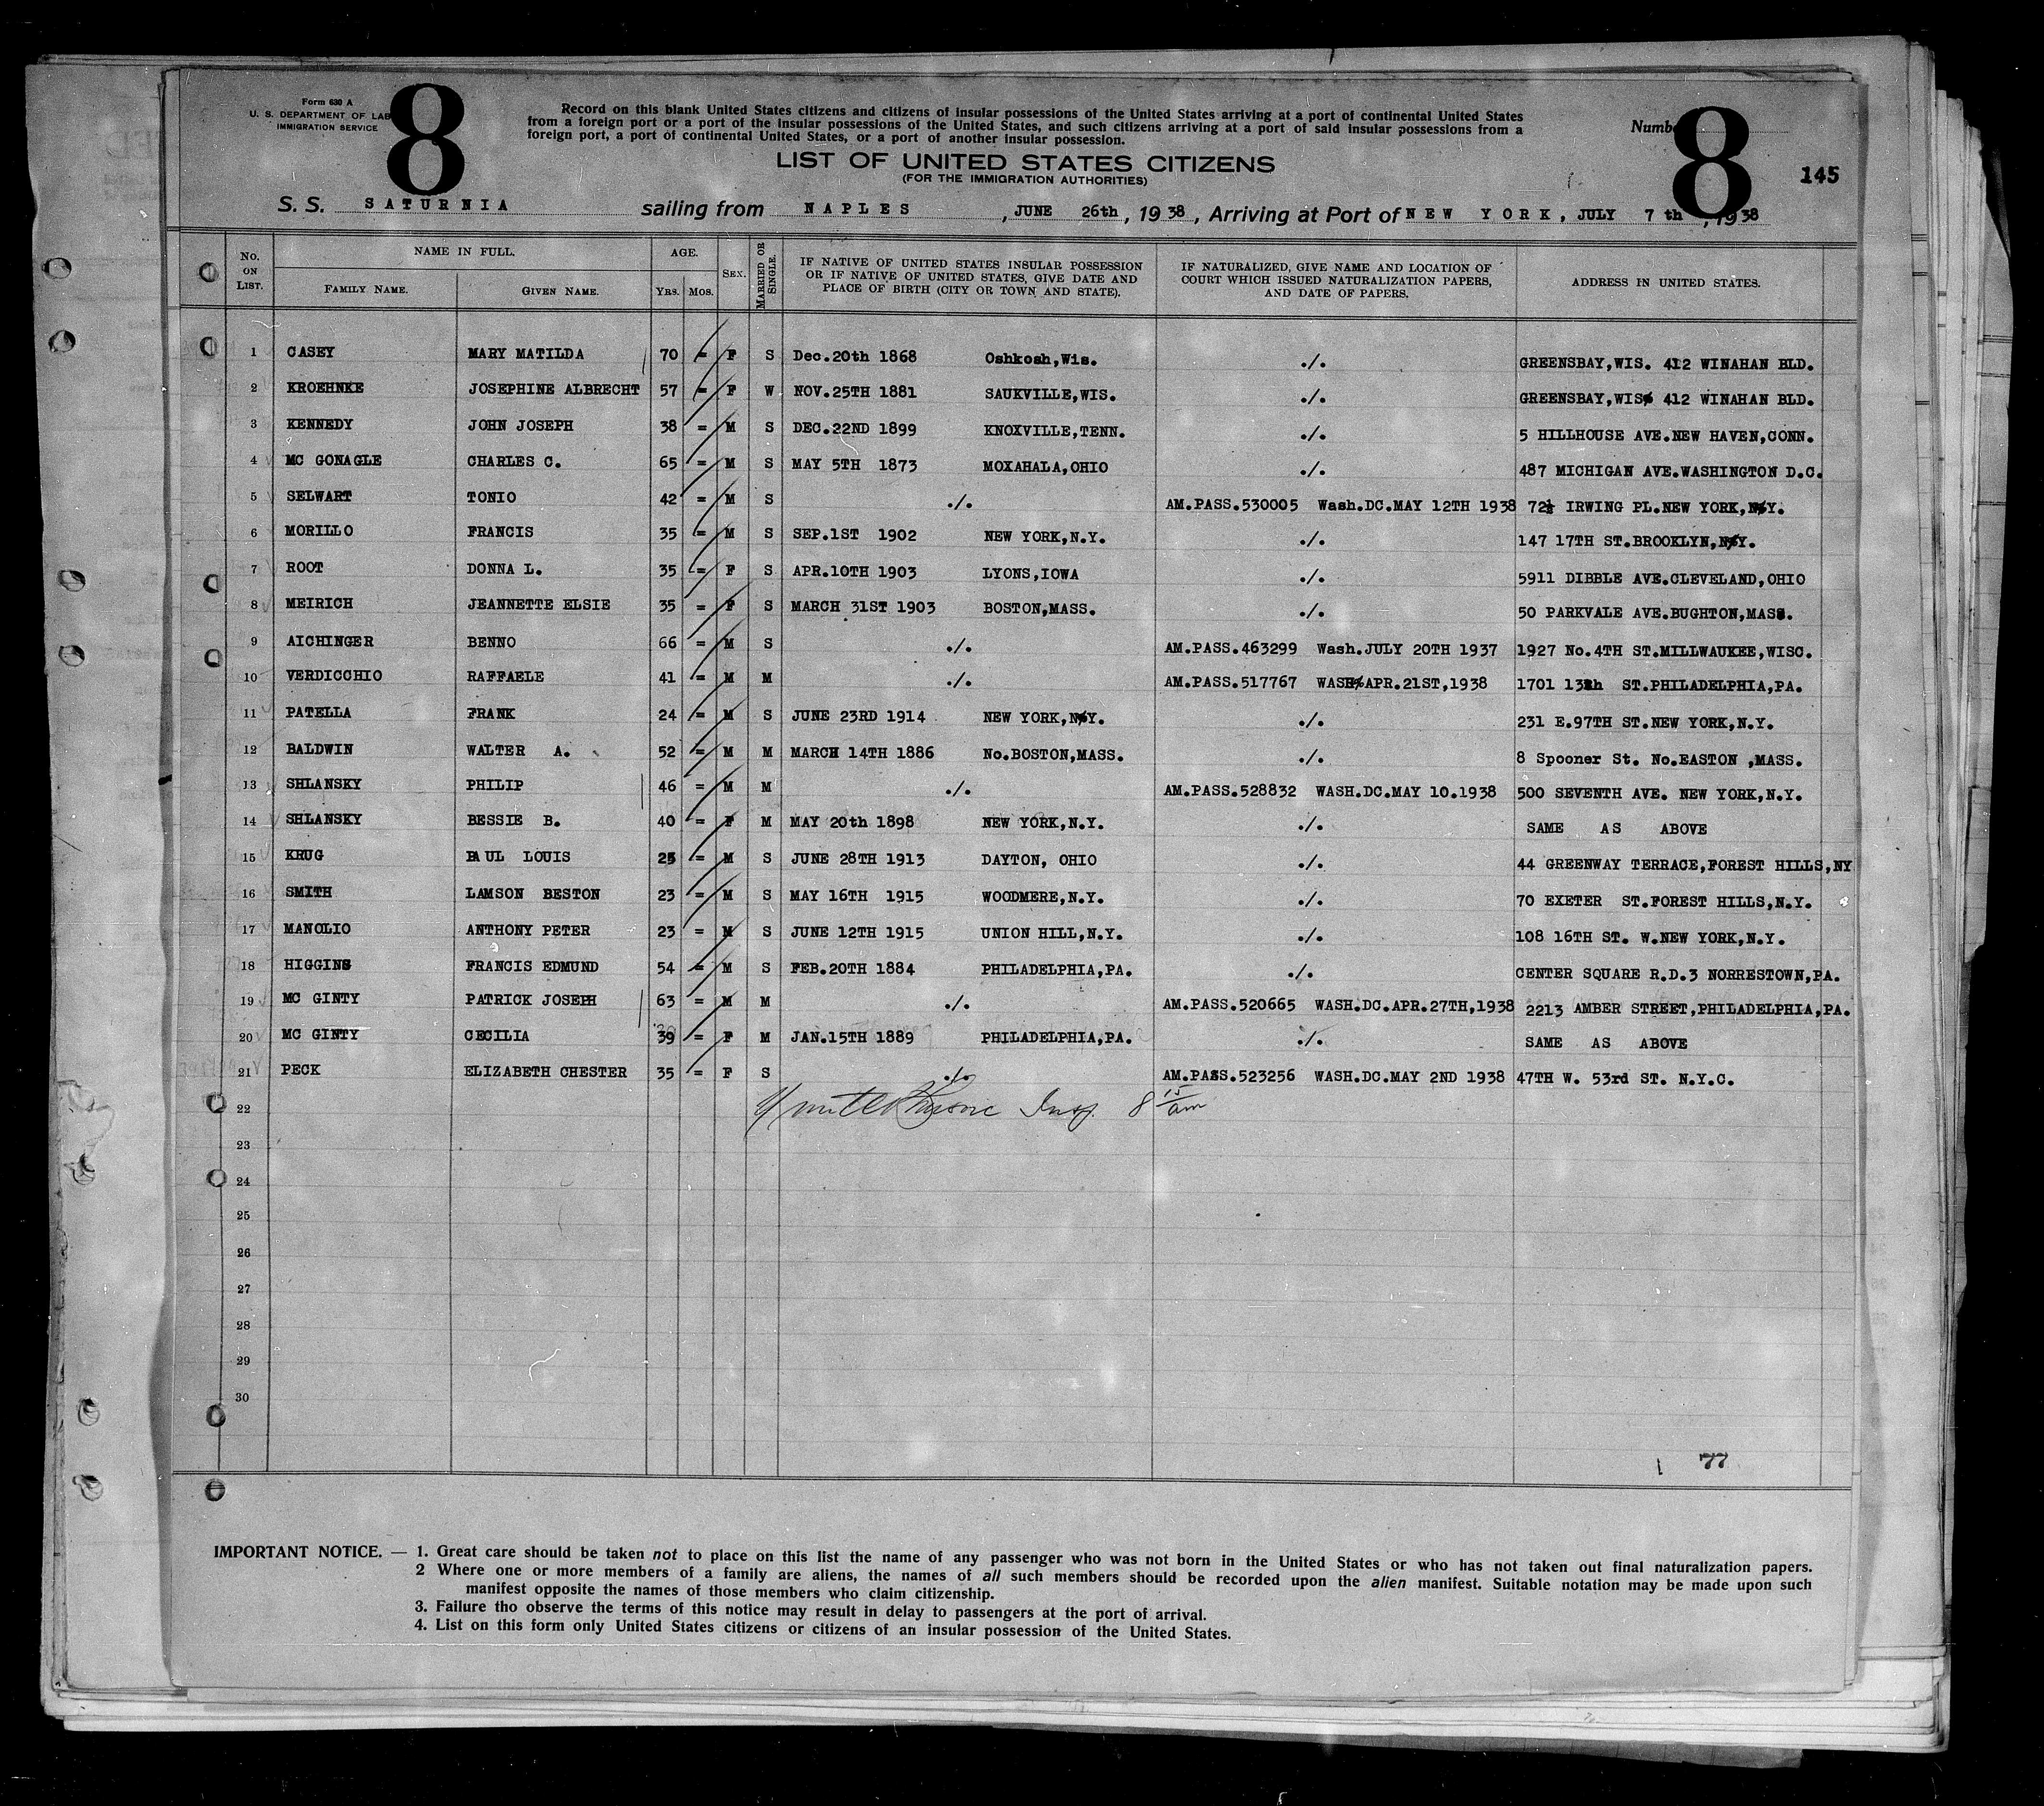 Form 630 A
U. S. DEPARTMENT OF LAB
IMMIGRATION SERVICE
8
Record on this blank United States citizens and citizens of insular possessions of the United States arriving at a port of continental United States
from a foreign port or a port of the insular possessions of the United States, and such citizens arriving at a port of said insular possessions from a
foreign port, a port of continental United States, or a port of another insular possession.
Numbe 8
145
LIST OF UNITED STATES CITIZENS
(FOR THE IMMIGRATION AUTHORITIES)
S. S. SATURNIA sailing from NAPLES, JUNE 26th, 1938, Arriving at Port of NEW YORK, JULY 7th, 1938
No. ON LIST. NAME IN FULL. FAMILY NAME. GIVEN NAME. AGE. YRS. MOS. SEX. MARRIED OR SINGLE. IF NATIVE OF UNITED STATES INSULAR POSSESSION OR IF NATIVE OF UNITED STATES, GIVE DATE AND PLACE OF BIRTH (CITY OR TOWN AND STATE). IF NATURALIZED, GIVE NAME AND LOCATION OF COURT WHICH ISSUED NATURALIZATION PAPERS, AND DATE OF PAPERS. ADDRESS IN UNITED STATES.
1 CASEY MARY MATILDA 70 = F S Dec.20th 1868 Oshkosh,Wis. ./. GREENSBAY,WIS. 412 WINAHAN BLD.
2 KROEHNKE JOSEPHINE ALBRECHT 57 = F W NOV.25TH 1881 SAUKVILLE,WIS. ./. GREENSBAY,WIS. 412 WINAHAN BLD.
3 KENNEDY JOHN JOSEPH 38 = M S DEC.22ND 1899 KNOXVILLE,TENN. ./. 5 HILLHOUSE AVE.NEW HAVEN,CONN.
4 MC GONAGLE CHARLES C. 65 = M S MAY 5TH 1873 MOXAHALA,OHIO ./. 487 MICHIGAN AVE.WASHINGTON D.C.
5 SELWART TONIO 42 = M S ./. AM.PASS.530005 Wash.DC.MAY 12TH 1938 72½ IRWING PL.NEW YORK,N.Y.
6 MORILLO FRANCIS 35 = M S SEP.1ST 1902 NEW YORK,N.Y. ./. 147 17TH ST.BROOKLYN,N.Y.
7 ROOT DONNA L. 35 = F S APR.10TH 1903 LYONS,IOWA ./. 5911 DIBBLE AVE.CLEVELAND,OHIO
8 MEIRICH JEANNETTE ELSIE 35 = F S MARCH 31ST 1903 BOSTON,MASS. ./. 50 PARKVALE AVE.BUGHTON,MASS.
9 AICHINGER BENNO 66 = M S ./. AM.PASS.463299 Wash.JULY 20TH 1937 1927 No.4TH ST.MILLWAUKEE,WISC.
10 VERDICCHIO RAFFAELE 41 = M M ./. AM.PASS.517767 WASH.APR.21ST,1938 1701 13th ST.PHILADELPHIA,PA.
11 PATELLA FRANK 24 = M S JUNE 23RD 1914 NEW YORK,N.Y. ./. 231 E.97TH ST.NEW YORK,N.Y.
12 BALDWIN WALTER A. 52 = M M MARCH 14TH 1886 No.BOSTON,MASS. ./. 8 Spooner St. No.EASTON ,MASS.
13 SHLANSKY PHILIP 46 = M M ./. AM.PASS.528832 WASH.DC.MAY 10.1938 500 SEVENTH AVE. NEW YORK,N.Y.
14 SHLANSKY BESSIE B. 40 = F M MAY 20th 1898 NEW YORK,N.Y. ./. SAME AS ABOVE
15 KRUG PAUL LOUIS 25 = M S JUNE 28TH 1913 DAYTON, OHIO ./. 44 GREENWAY TERRACE,FOREST HILLS,NY
16 SMITH LAMSON BESTON 23 = M S MAY 16TH 1915 WOODMERE,N.Y. ./. 70 EXETER ST.FOREST HILLS,N.Y.
17 MANOLIO ANTHONY PETER 23 = M S JUNE 12TH 1915 UNION HILL,N.Y. ./. 108 16TH ST. W.NEW YORK,N.Y.
18 HIGGINS FRANCIS EDMUND 54 = M S FEB.20TH 1884 PHILADELPHIA,PA. ./. CENTER SQUARE R.D.3 NORRESTOWN,PA.
19 MC GINTY PATRICK JOSEPH 63 = M M ./. AM.PASS.520665 WASH.DC.APR.27TH,1938 2213 AMBER STREET,PHILADELPHIA,PA.
20 MC GINTY CECILIA 39 = F M JAN.15TH 1889 PHILADELPHIA,PA. ./. SAME AS ABOVE
21 PECK ELIZABETH CHESTER 35 = F S ./. AM.PASS.523256 WASH.DC.MAY 2ND 1938 47TH W. 53rd ST. N.Y.C.
22 Insp. 8 15 am
23
24
25
26
27
28
29
30
77
IMPORTANT NOTICE. — 1. Great care should be taken not to place on this list the name of any passenger who was not born in the United States or who has not taken out final naturalization papers.
2 Where one or more members of a family are aliens, the names of all such members should be recorded upon the alien manifest. Suitable notation may be made upon such
manifest opposite the names of those members who claim citizenship.
3. Failure tho observe the terms of this notice may result in delay to passengers at the port of arrival.
4. List on this form only United States citizens or citizens of an insular possession of the United States.